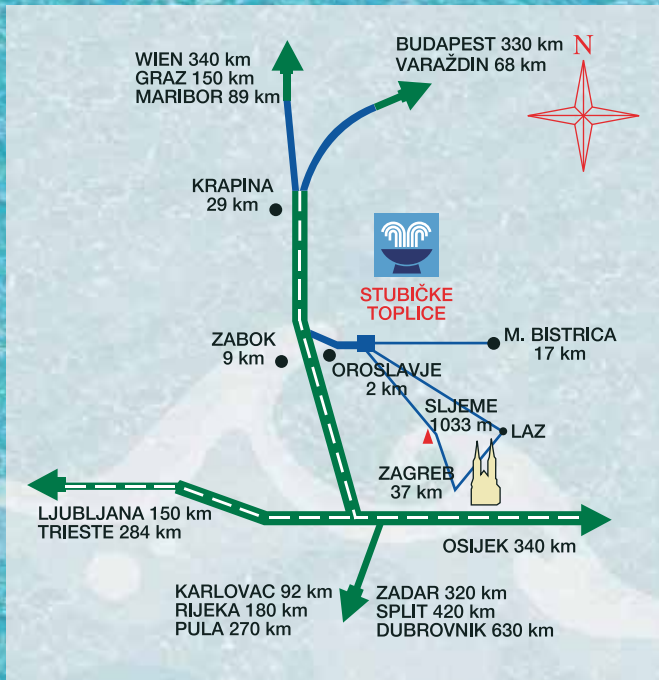 WIEN 340 km
GRAZ 150 km
MARIBOR 89 km
BUDAPEST 330 km
VARAŽDIN 68 km
N
KRAPINA
29 km
STUBIČKE
TOPLICE
ZABOK
9 km
OROSLAVJE
2 km
M. BISTRICA
17 km
SLJEME
1033 m
LAZ
ZAGREB
37 km
LJUBLJANA 150 km
TRIESTE 284 km
OSIJEK 340 km
KARLOVAC 92 km
RIJEKA 180 km
PULA 270 km
ZADAR 320 km
SPLIT 420 km
DUBROVNIK 630 km